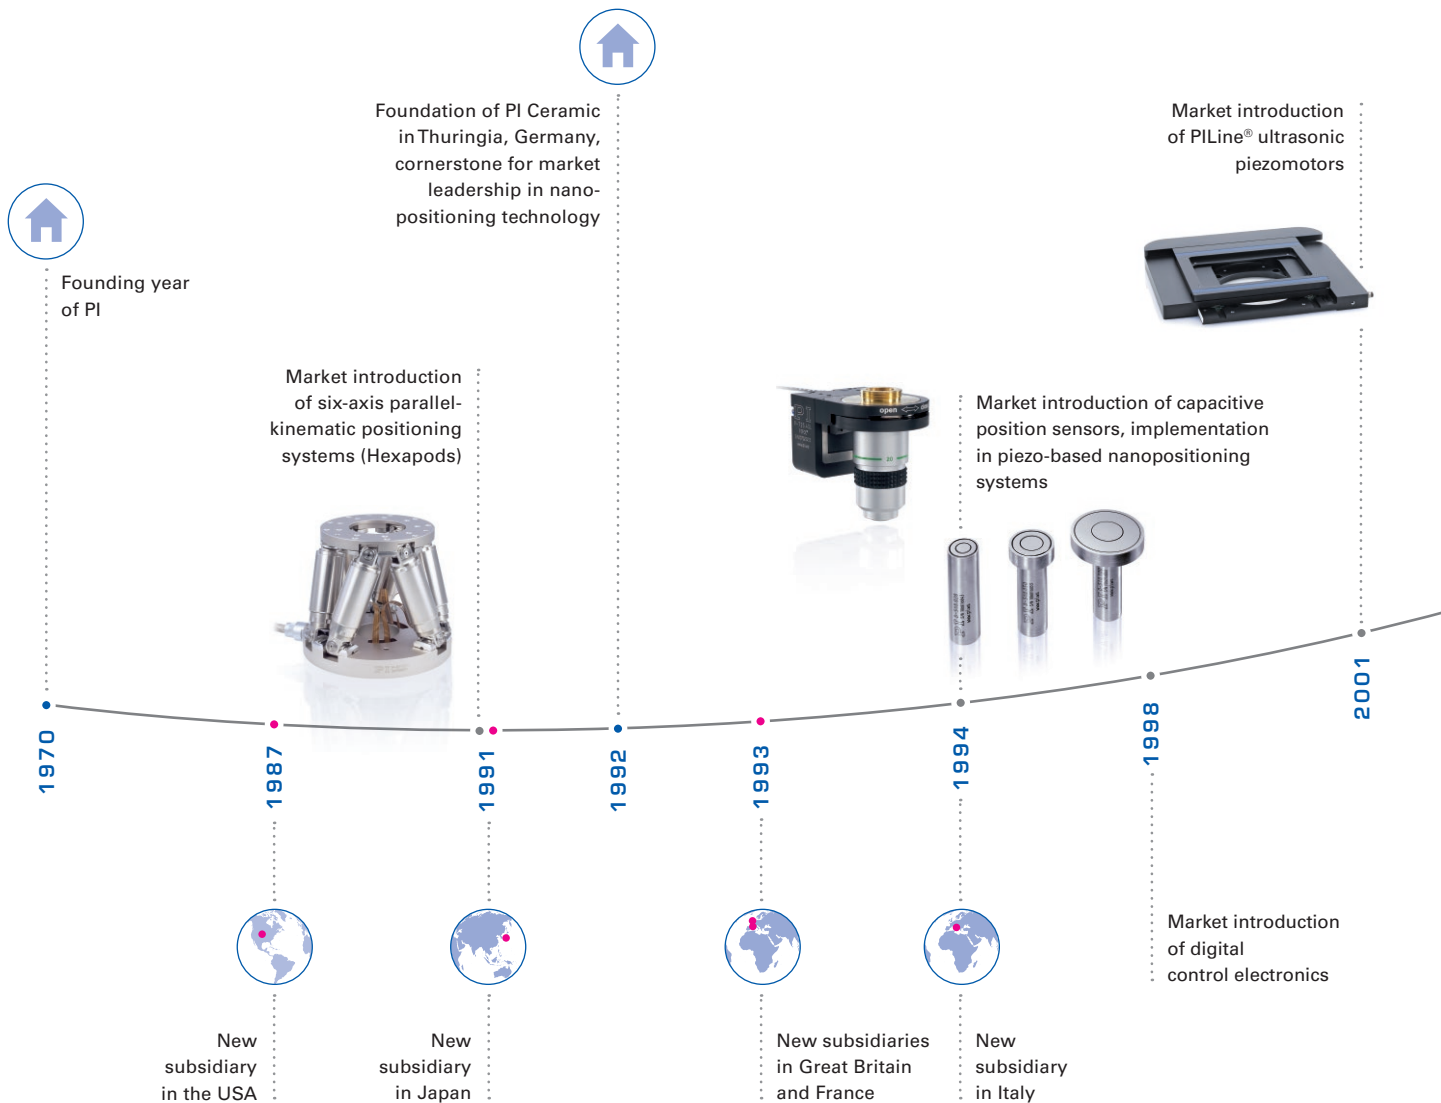 Foundation of PI Ceramic
in Thuringia, Germany,
cornerstone for market
leadership in nano-
positioning technology
Market introduction
of PILine® ultrasonic
piezomotors
Founding year
of PI
Market introduction
of six-axis parallel-
kinematic positioning
systems (Hexapods)
open
20
Market introduction of capacitive
position sensors, implementation
in piezo-based nanopositioning
systems
1970
1987
1991
1992
1993
1994
1998
2001
Market introduction
of digital
control electronics
New
subsidiary
in the USA
New
subsidiary
in Japan
New subsidiaries
in Great Britain
and France
New
subsidiary
in Italy